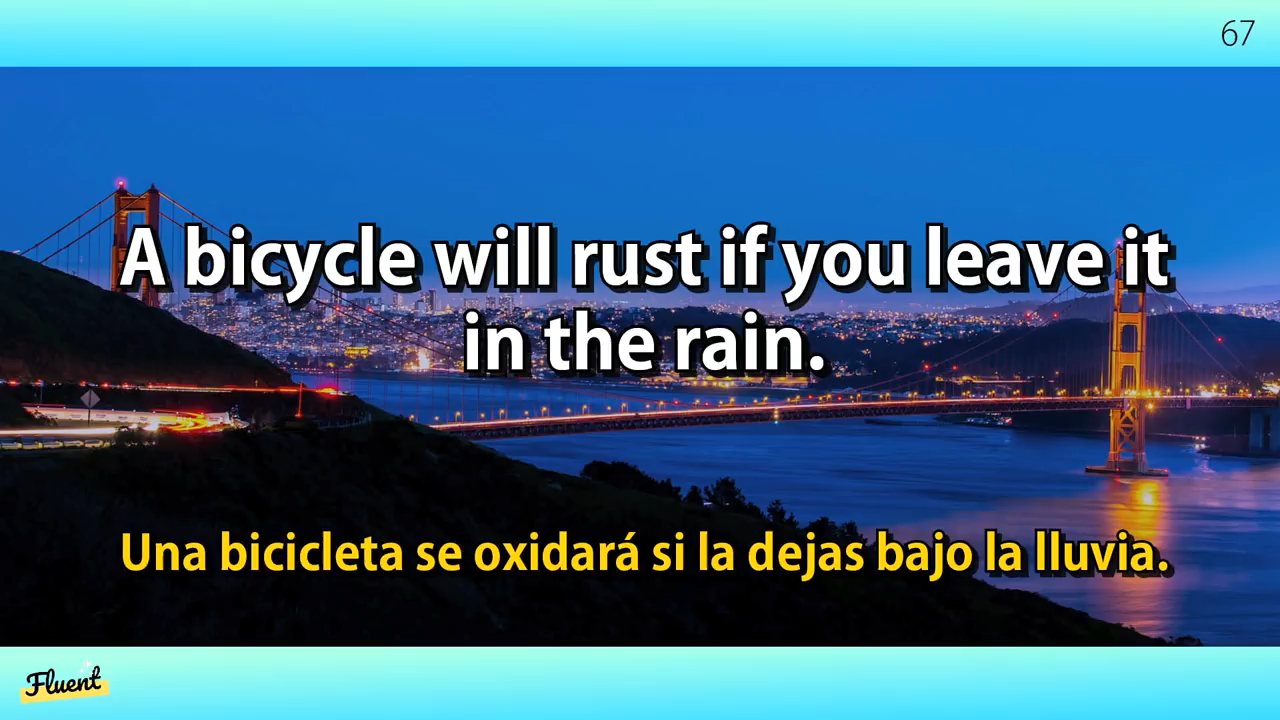 67
A bicycle will rust if you leave it
in the rain.
Una bicicleta se oxidará si la dejas bajo la lluvia.
Fluent